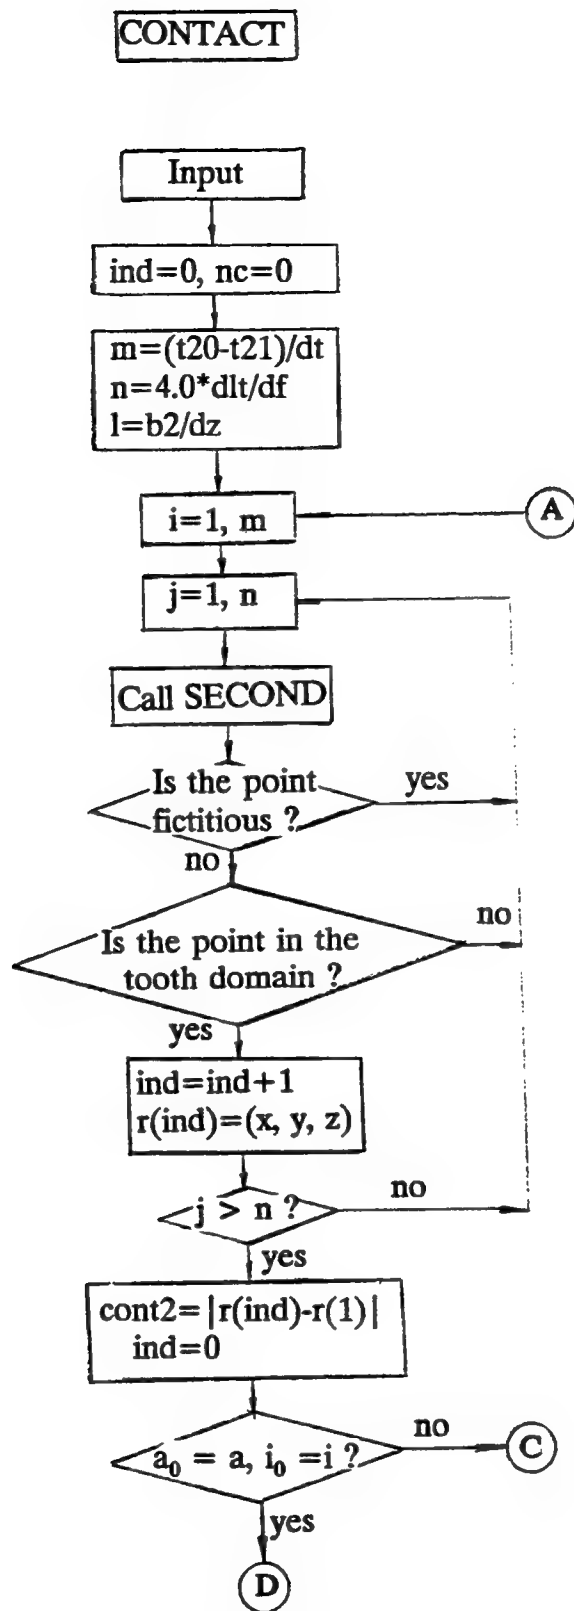 CONTACT
Input
ind=0, nc=0
m=(t20-t21)/dt
n=4.0*dlt/df
l=b2/dz
i=1, m
A
j=1, n
Call SECOND
Is the point
fictitious ?
yes
no
Is the point in the
tooth domain ?
no
yes
ind=ind+1
r(ind)=(x, y, z)
j > n ?
no
yes
cont2=|r(ind)-r(1)|
ind=0
a₀ = a, i₀ =i ?
no
C
yes
D